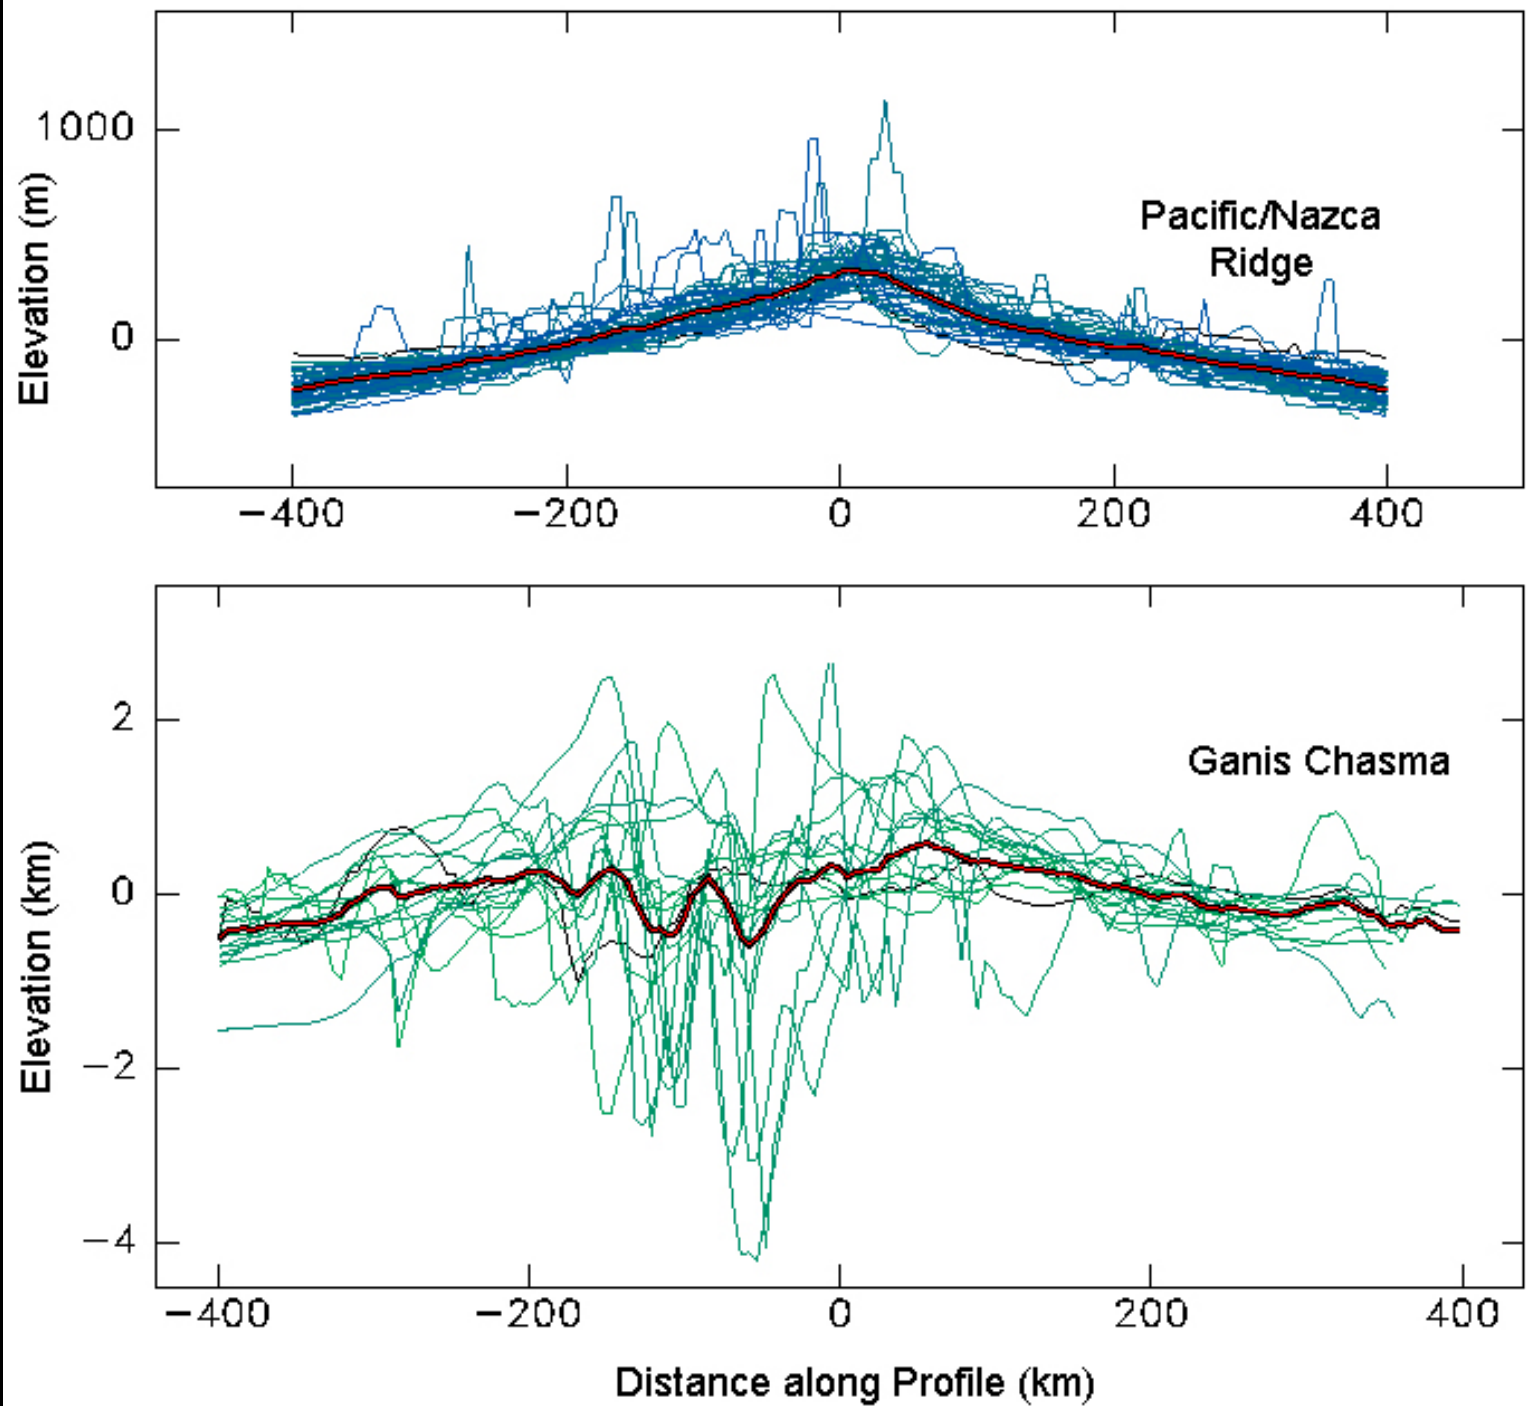 1000
0
Elevation (m)
Pacific/Nazca
Ridge
−400
−200
0
200
400
2
0
−2
−4
Elevation (km)
Ganis Chasma
−400
−200
0
200
400
Distance along Profile (km)